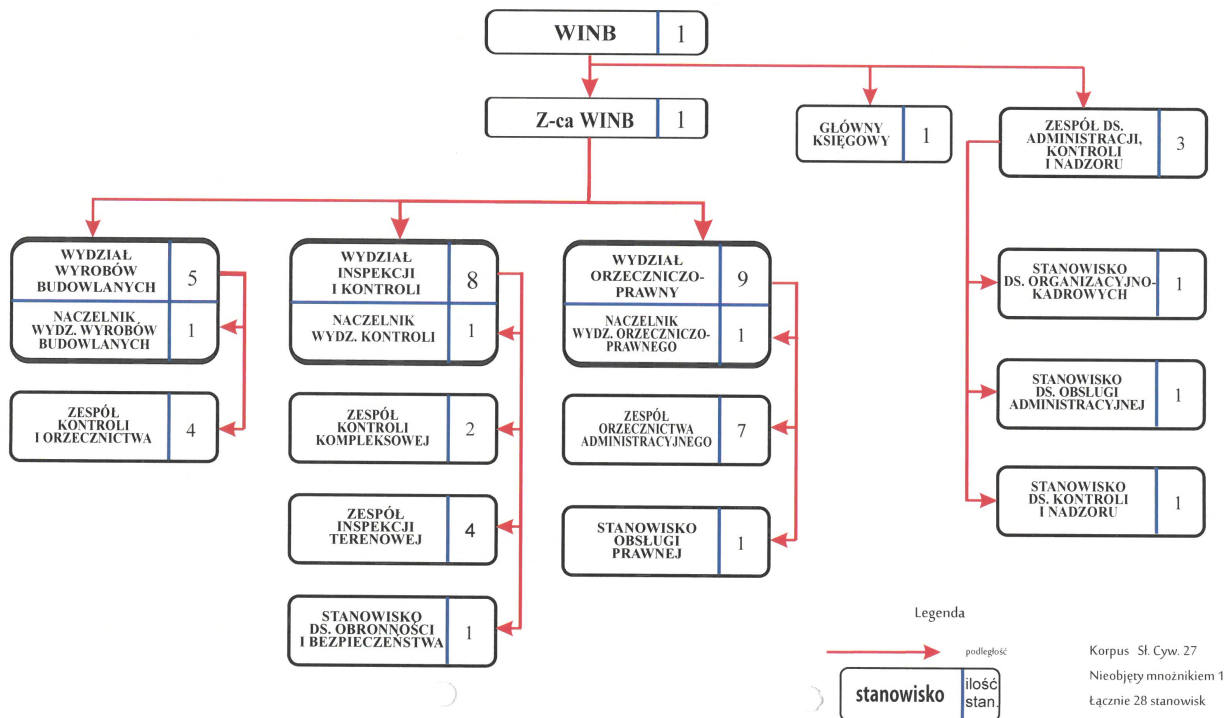 WINB 1
Z-ca WINB 1
GŁÓWNY
KSIĘGOWY
1
ZESPÓŁ DS.
ADMINISTRACJI,
KONTROLI
I NADZORU
3
WYDZIAŁ
WYROBÓW
BUDOWLANYCH
5
NACZELNIK
WYDZ. WYROBÓW
BUDOWLANYCH
1
ZESPÓŁ
KONTROLI
I ORZECZNICTWA
4
WYDZIAŁ
INSPEKCJI
I KONTROLI
8
NACZELNIK
WYDZ. KONTROLI
1
ZESPÓŁ
KONTROLI
KOMPLEKSOWEJ
2
ZESPÓŁ
INSPEKCJI
TERENOWEJ
4
STANOWISKO
DS. OBRONNOŚCI
I BEZPIECZEŃSTWA
1
WYDZIAŁ
ORZECZNICZO-
PRAWNY
9
NACZELNIK
WYDZ. ORZECZNICZO-
PRAWNEGO
1
ZESPÓŁ
ORZECZNICTWA
ADMINISTRACYJNEGO
7
STANOWISKO
OBSŁUGI
PRAWNEJ
1
STANOWISKO
DS. ORGANIZACYJNO-
KADROWYCH
1
STANOWISKO
DS. OBSŁUGI
ADMINISTRACYJNEJ
1
STANOWISKO
DS. KONTROLI
I NADZORU
1
Legenda
podległość
stanowisko
ilość
stan.
Korpus Sł. Cyw. 27
Nieobjęty mnożnikiem 1
Łącznie 28 stanowisk